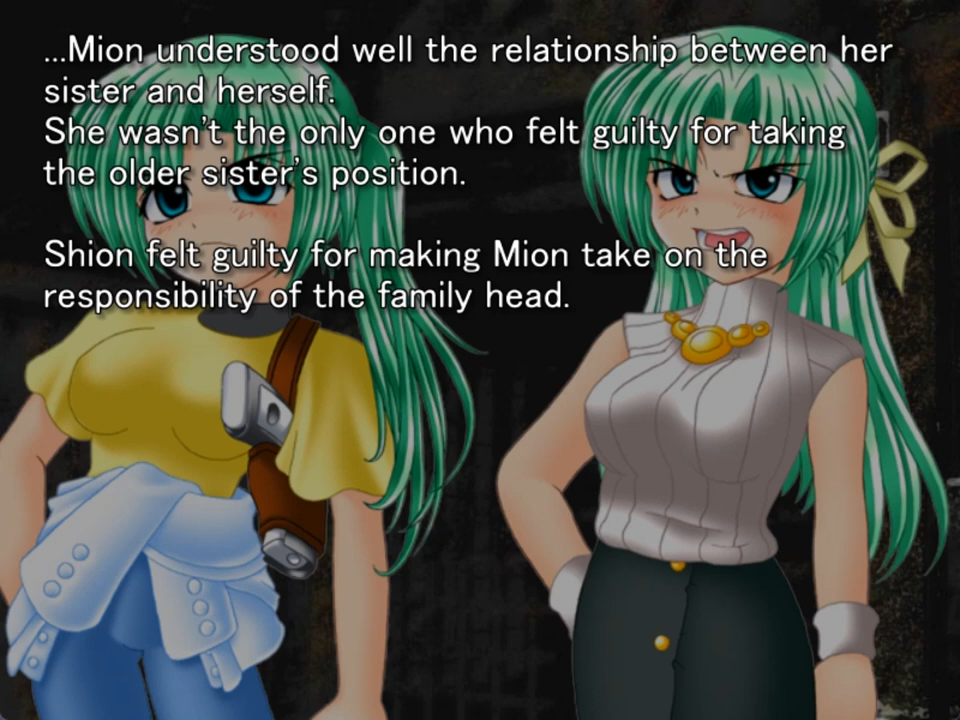 ...Mion understood well the relationship between her
sister and herself.
She wasn't the only one who felt guilty for taking
the older sister's position.
Shion felt guilty for making Mion take on the
responsibility of the family head.